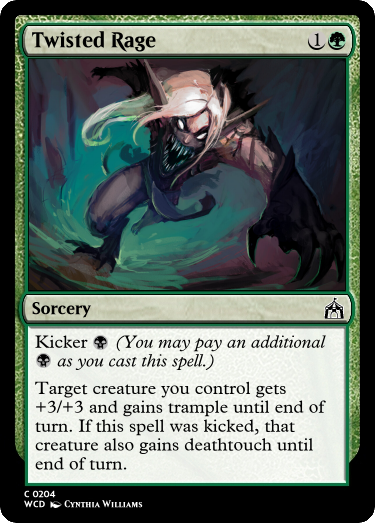 Twisted Rage 1
Sorcery
Kicker (You may pay an additional
as you cast this spell.)
Target creature you control gets
+3/+3 and gains trample until end of
turn. If this spell was kicked, that
creature also gains deathtouch until
end of turn.
C 0204
WCD Cynthia Williams